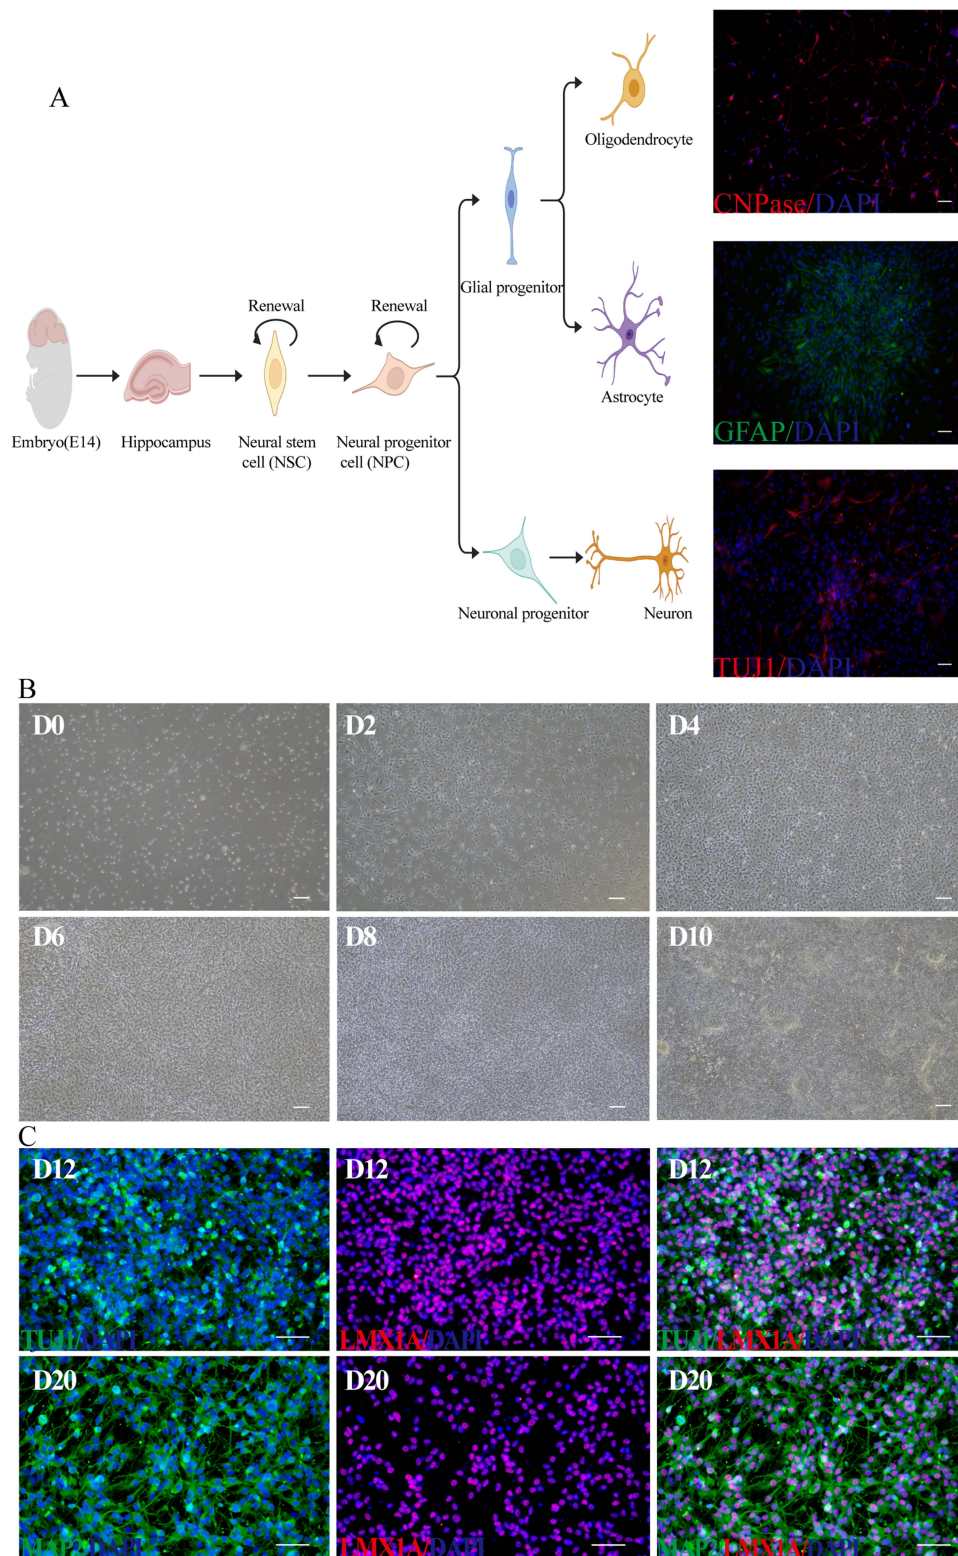 A
Oligodendrocyte
CNPase/DAPI
Glial progenitor
Renewal
Renewal
Astrocyte
GFAP/DAPI
Embryo(E14)
Hippocampus
Neural stem
cell (NSC)
Neural progenitor
cell (NPC)
Neuronal progenitor
Neuron
TUJ1/DAPI
B
D0
D2
D4
D6
D8
D10
C
D12
TUJ1/DAPI
D12
LMX1A/DAPI
D12
TUJ1/LMX1A/DAPI
D20
MAP2/DAPI
D20
LMX1A/DAPI
D20
MAP2/LMX1A/DAPI